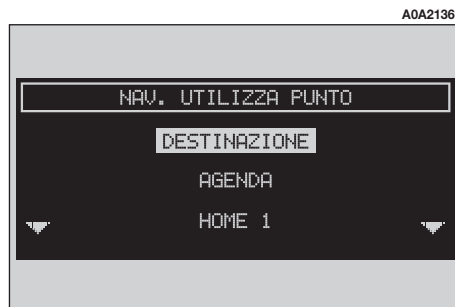 A0A2136
NAV. UTILIZZA PUNTO
DESTINAZIONE
AGENDA
HOME 1